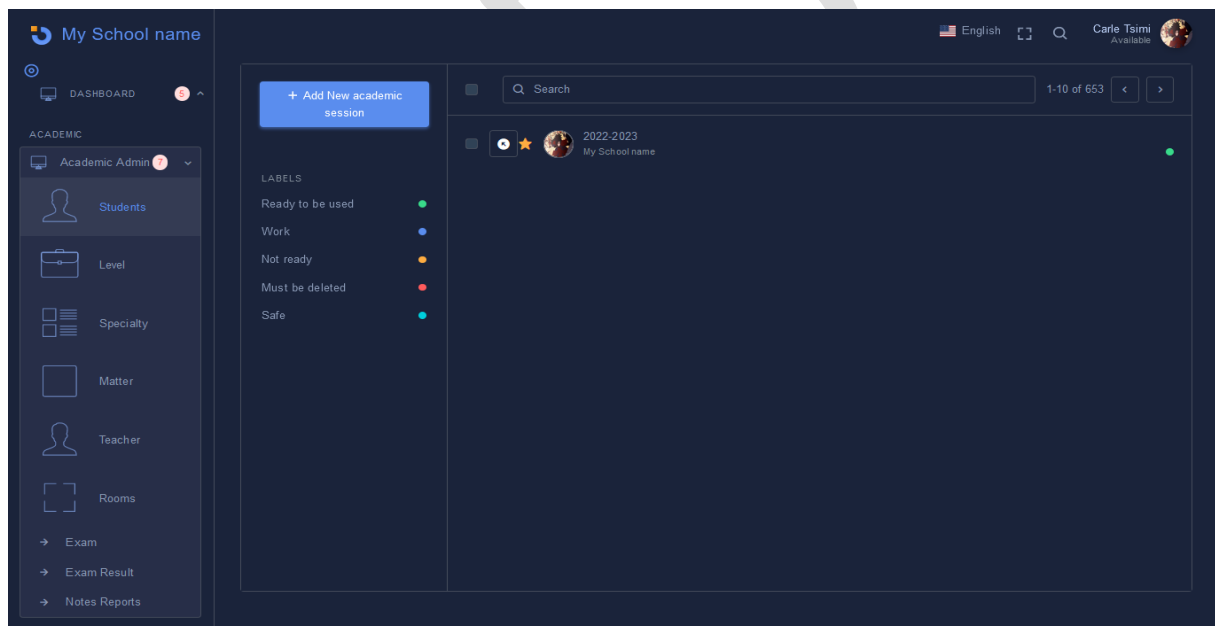 My School name
English
Carle Tsimi
Available
DASHBOARD
5
ACADEMIC
Academic Admin
7
Students
Level
Specialty
Matter
Teacher
Rooms
Exam
Exam Result
Notes Reports
+ Add New academic
session
LABELS
Ready to be used
Work
Not ready
Must be deleted
Safe
Search
1-10 of 653
2022-2023
My School name